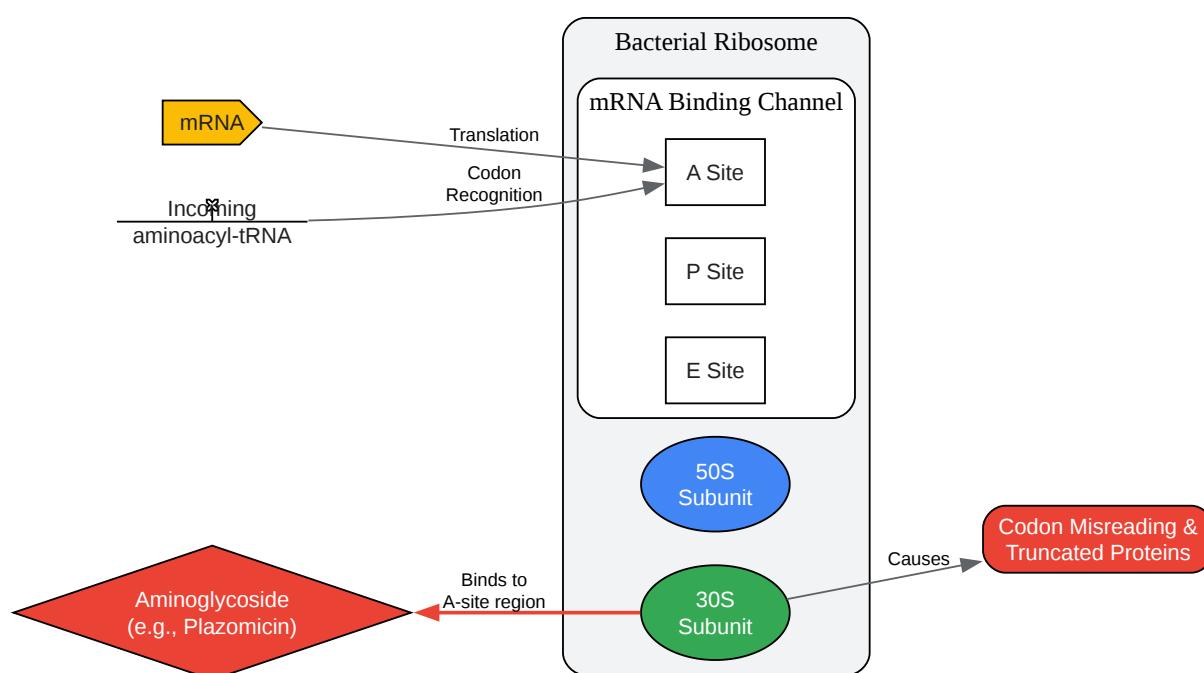 Bacterial Ribosome
mRNA Binding Channel
mRNA
Translation
A Site
Codon
Recognition
Incoming
aminoacyl-tRNA
P Site
E Site
50S
Subunit
Codon Misreading &
Truncated Proteins
Causes
Binds to
A-site region
Aminoglycoside
(e.g., Plazomicin)
30S
Subunit